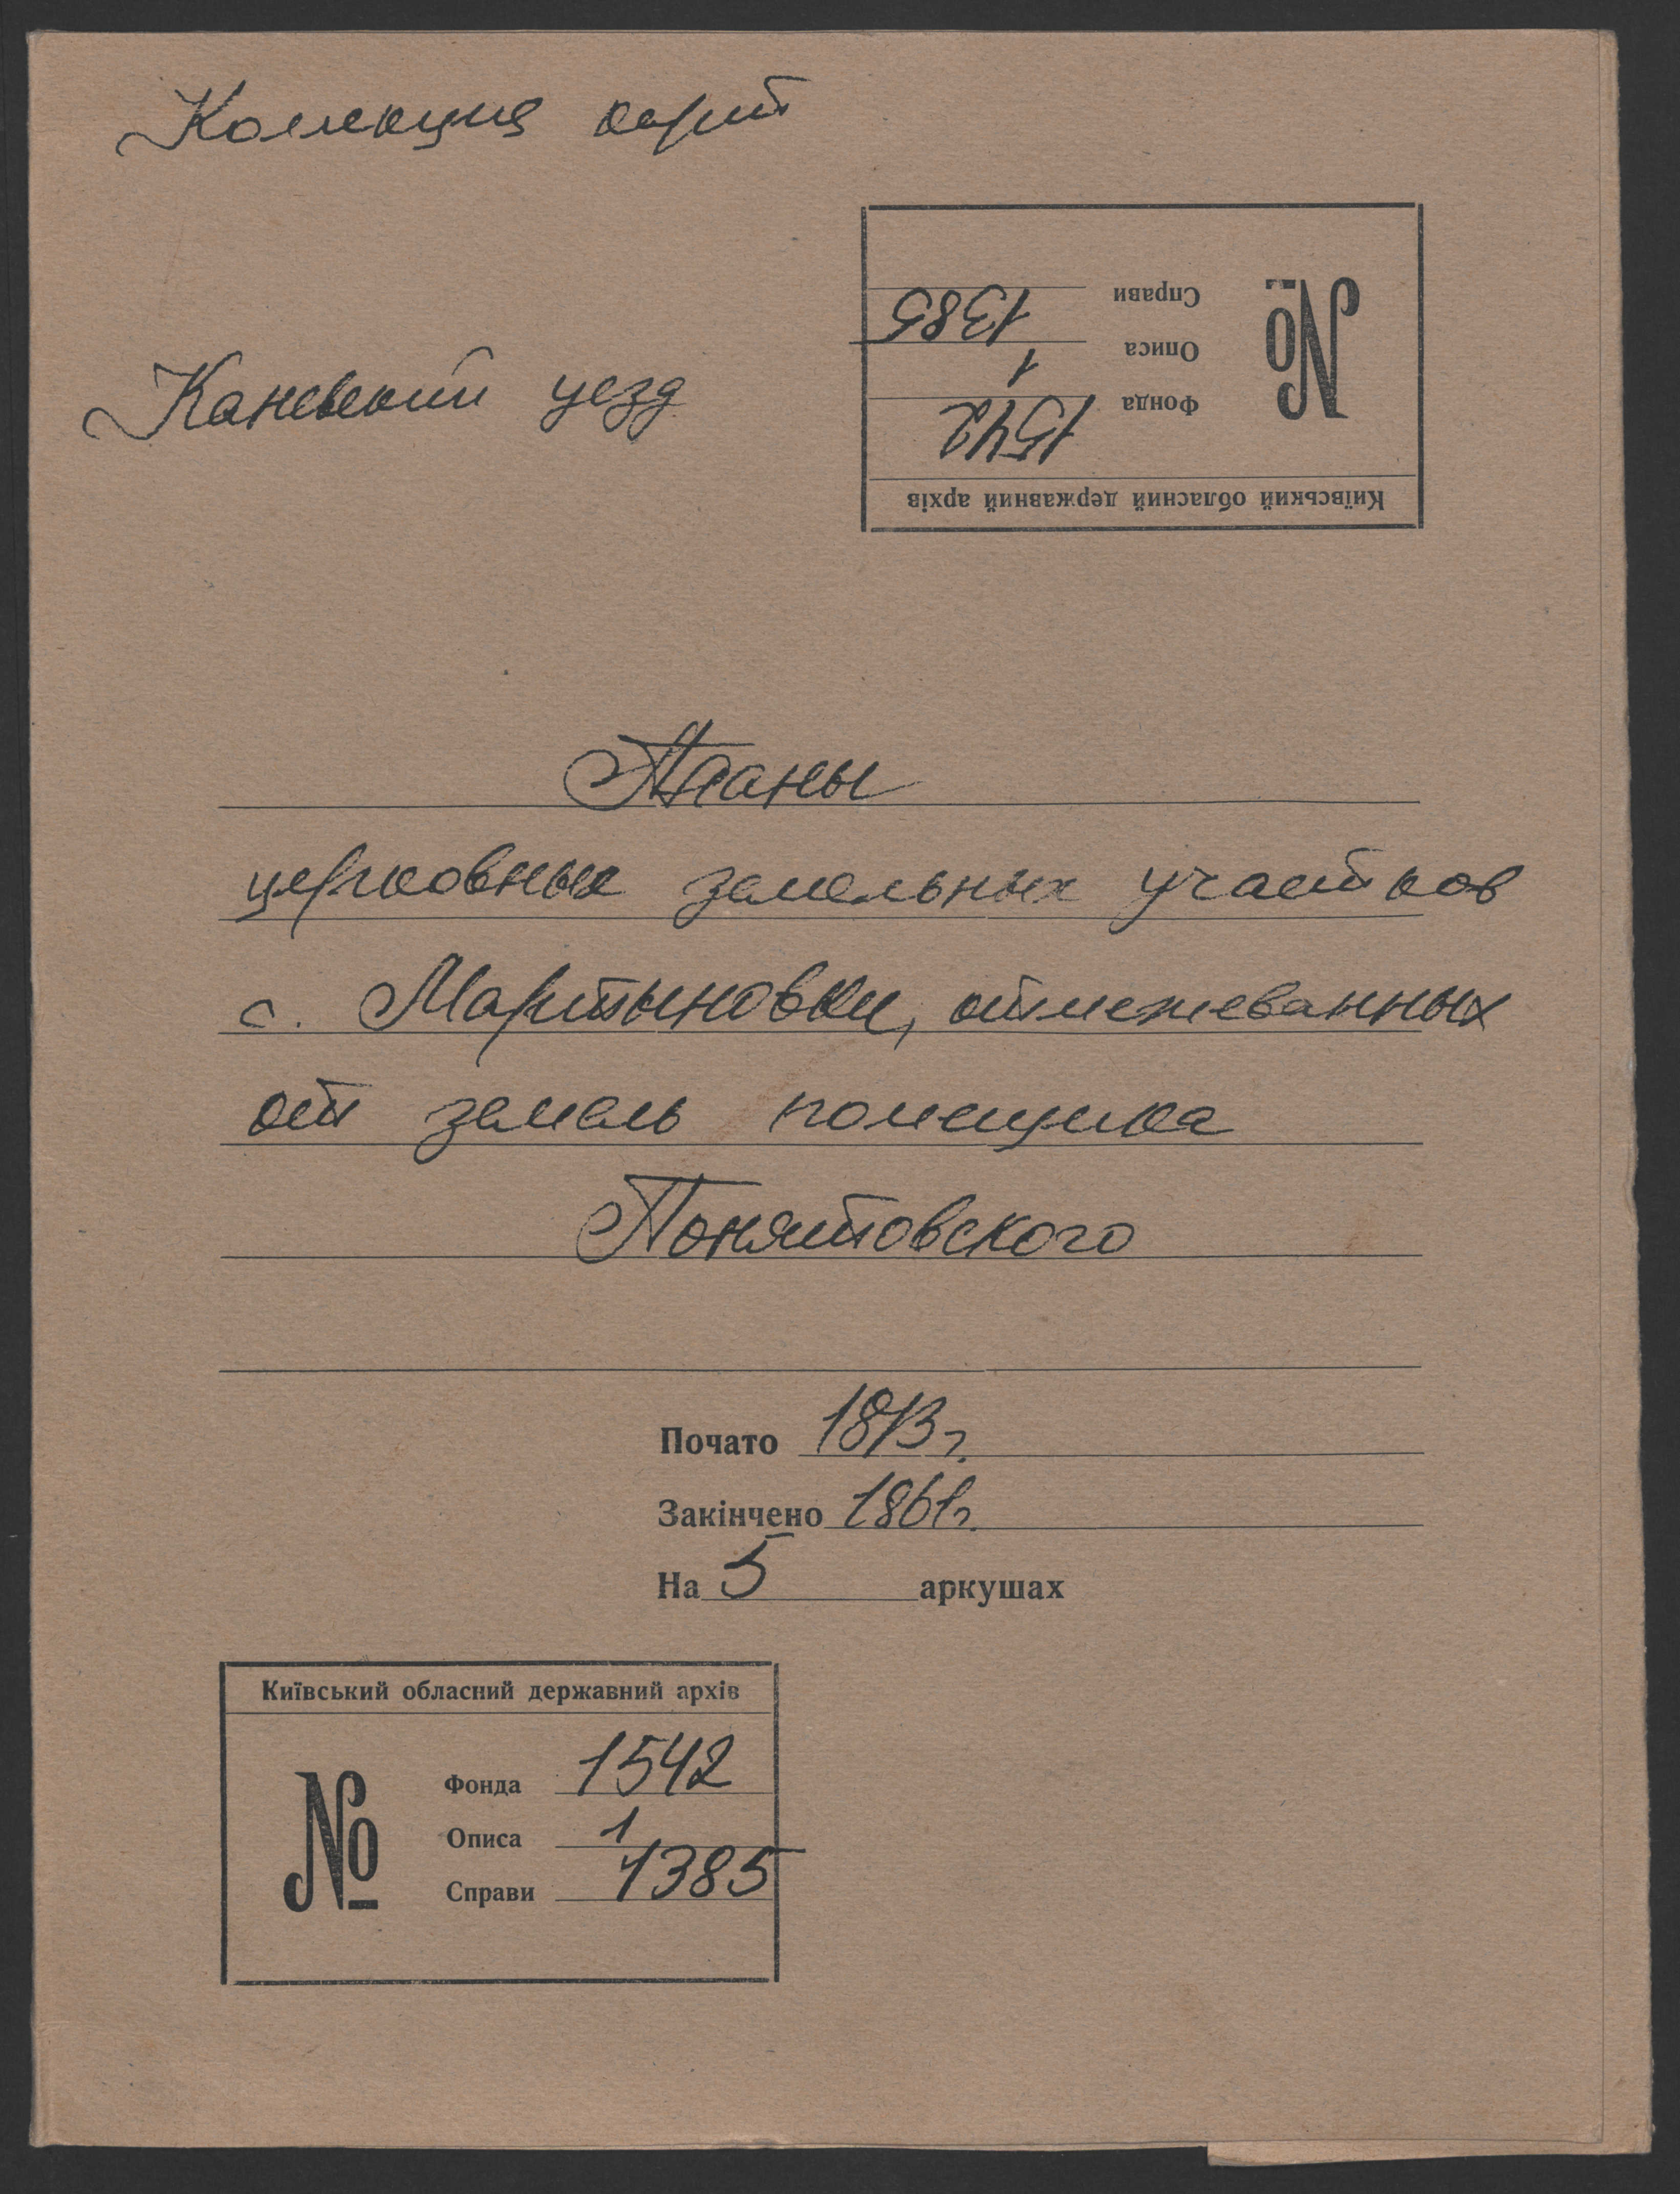 Коллекция карт
Каневский уезд
Київський обласний державний архів
№
Фонда 1542
Описа 1
Справи 1385
Планы
церковных земельных участков
с. Мартыновки, отмежеванных
от земель помещика
Понятовского
Почато 1813 г.
Закінчено 1861 г.
На 5 аркушах
Київський обласний державний архів
№
Фонда 1542
Описа 1
Справи 1385